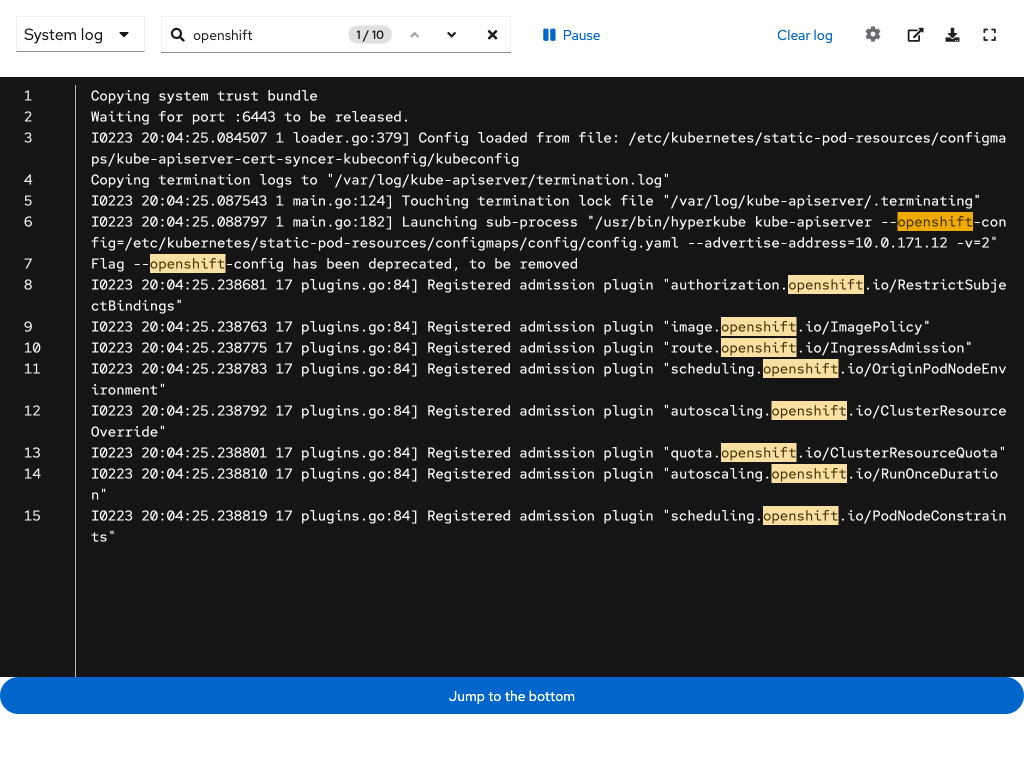 System log
openshift
1 / 10
Pause
Clear log
1 Copying system trust bundle
2 Waiting for port :6443 to be released.
3 I0223 20:04:25.084507 1 loader.go:379] Config loaded from file: /etc/kubernetes/static-pod-resources/configma
ps/kube-apiserver-cert-syncer-kubeconfig/kubeconfig
4 Copying termination logs to "/var/log/kube-apiserver/termination.log"
5 I0223 20:04:25.087543 1 main.go:124] Touching termination lock file "/var/log/kube-apiserver/.terminating"
6 I0223 20:04:25.088797 1 main.go:182] Launching sub-process "/usr/bin/hyperkube kube-apiserver --openshift-con
fig=/etc/kubernetes/static-pod-resources/configmaps/config/config.yaml --advertise-address=10.0.171.12 -v=2"
7 Flag --openshift-config has been deprecated, to be removed
8 I0223 20:04:25.238681 17 plugins.go:84] Registered admission plugin "authorization.openshift.io/RestrictSubje
ctBindings"
9 I0223 20:04:25.238763 17 plugins.go:84] Registered admission plugin "image.openshift.io/ImagePolicy"
10 I0223 20:04:25.238775 17 plugins.go:84] Registered admission plugin "route.openshift.io/IngressAdmission"
11 I0223 20:04:25.238783 17 plugins.go:84] Registered admission plugin "scheduling.openshift.io/OriginPodNodeEnv
ironment"
12 I0223 20:04:25.238792 17 plugins.go:84] Registered admission plugin "autoscaling.openshift.io/ClusterResource
Override"
13 I0223 20:04:25.238801 17 plugins.go:84] Registered admission plugin "quota.openshift.io/ClusterResourceQuota"
14 I0223 20:04:25.238810 17 plugins.go:84] Registered admission plugin "autoscaling.openshift.io/RunOnceDuratio
n"
15 I0223 20:04:25.238819 17 plugins.go:84] Registered admission plugin "scheduling.openshift.io/PodNodeConstrain
ts"
Jump to the bottom